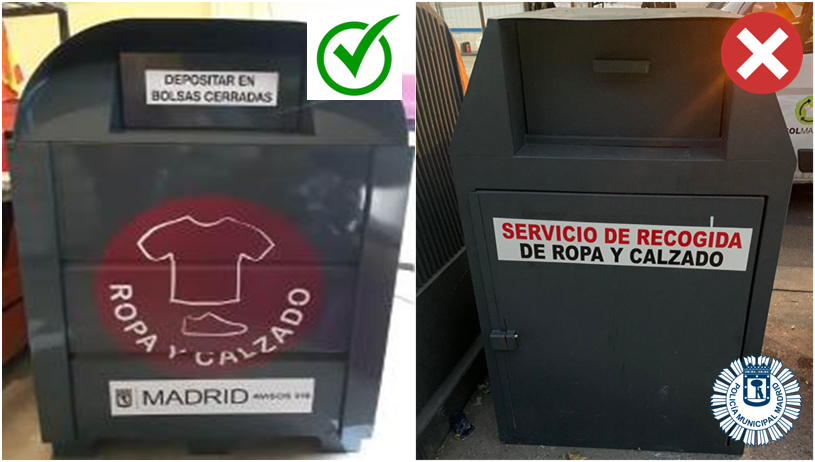 DEPOSITAR EN
BOLSAS CERRADAS
ROPA Y CALZADO
MADRID AVISOS 010
SERVICIO DE RECOGIDA
DE ROPA Y CALZADO
POLICIA MUNICIPAL MADRID